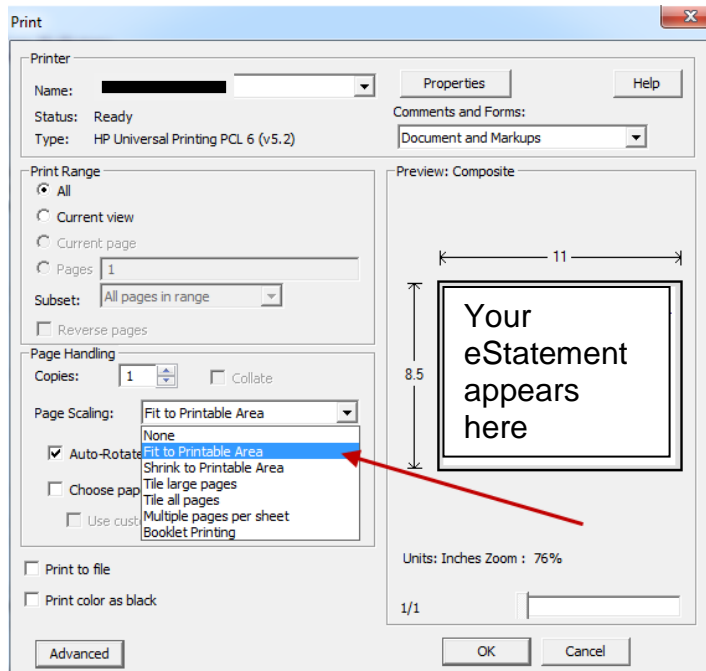 Print
Printer
Name:
Properties
Help
Status: Ready
Comments and Forms:
Type: HP Universal Printing PCL 6 (v5.2)
Document and Markups
Print Range
All
Current view
Current page
Pages 1
Subset: All pages in range
Reverse pages
Preview: Composite
11
8.5
Your
eStatement
appears
here
Page Handling
Copies: 1
Collate
Page Scaling: Fit to Printable Area
None
Fit to Printable Area
Shrink to Printable Area
Tile large pages
Tile all pages
Multiple pages per sheet
Booklet Printing
Auto-Rotate
Choose pap
Use cust
Units: Inches Zoom : 76%
1/1
Print to file
Print color as black
Advanced
OK
Cancel